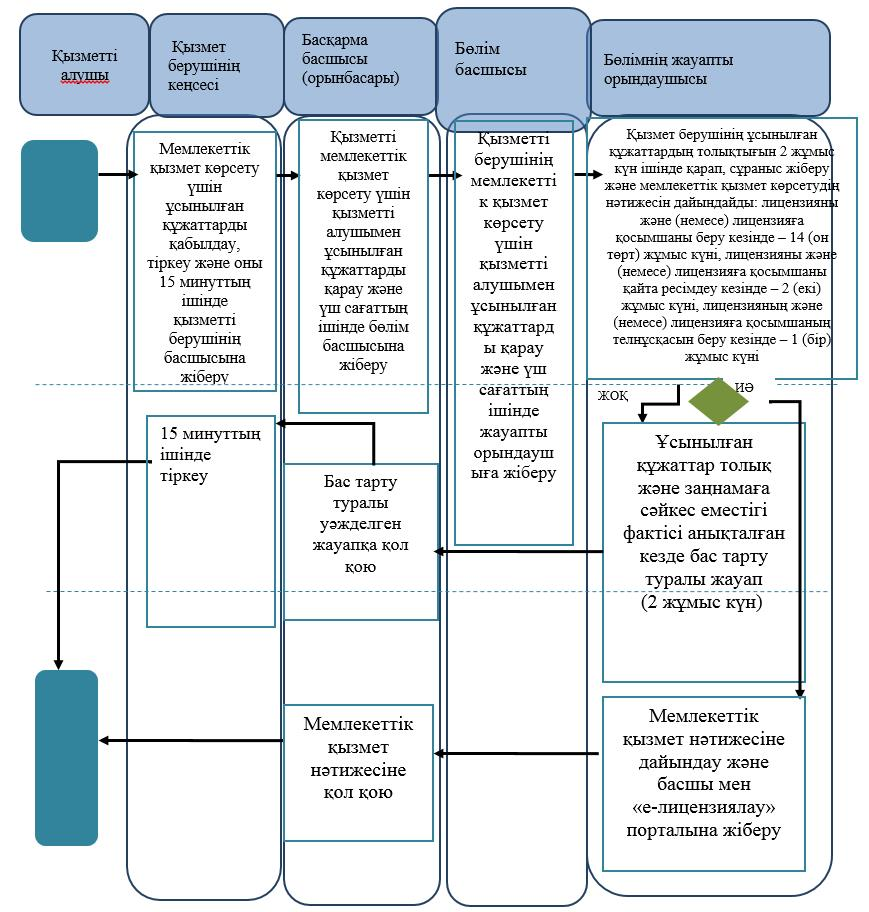 Қызметті
алушы
Қызмет
берушінің
кеңсесі
Басқарма
басшысы
(орынбасары)
Бөлім
басшысы
Бөлімнің жауапты
орындаушысы
Мемлекеттік
қызмет көрсету
үшін
ұсынылған
құжаттарды
қабылдау,
тіркеу және оны
15 минуттың
ішінде
қызметті
берушінің
басшысына
жіберу
Қызметті
мемлекеттік
қызмет
көрсету үшін
қызметті
алушымен
ұсынылған
құжаттарды
қарау және
үш сағаттың
ішінде бөлім
басшысына
жіберу
Қызметті
берушінің
мемлекетті
к қызмет
көрсету
үшін
қызметті
алушымен
ұсынылған
құжаттард
ы қарау
және үш
сағаттың
ішінде
жауапты
орындауш
ыға жіберу
Қызмет берушінің ұсынылған
құжаттардың толықтығын 2 жұмыс
күн ішінде қарап, сұраныс жіберу
және мемлекеттік қызмет көрсетудің
нәтижесін дайындайды: лицензияны
және (немесе) лицензияға
қосымшаны беру кезінде – 14 (он
төрт) жұмыс күні, лицензияны және
(немесе) лицензияға қосымшаны
қайта ресімдеу кезінде – 2 (екі)
жұмыс күні, лицензияның және
(немесе) лицензияға қосымшаның
телнұсқасын беру кезінде – 1 (бір)
жұмыс күні
жоқ
иә
15 минуттың
ішінде
тіркеу
Бас тарту
туралы
уәжделген
жауапқа қол
қою
Ұсынылған
құжаттар толық
және заңнамаға
сәйкес еместігі
фактісі анықталған
кезде бас тарту
туралы жауап
(2 жұмыс күн)
Мемлекеттік
қызмет
нәтижесіне
қол қою
Мемлекеттік
қызмет нәтижесіне
дайындау және
басшы мен
«е-лицензиялау»
порталына жіберу